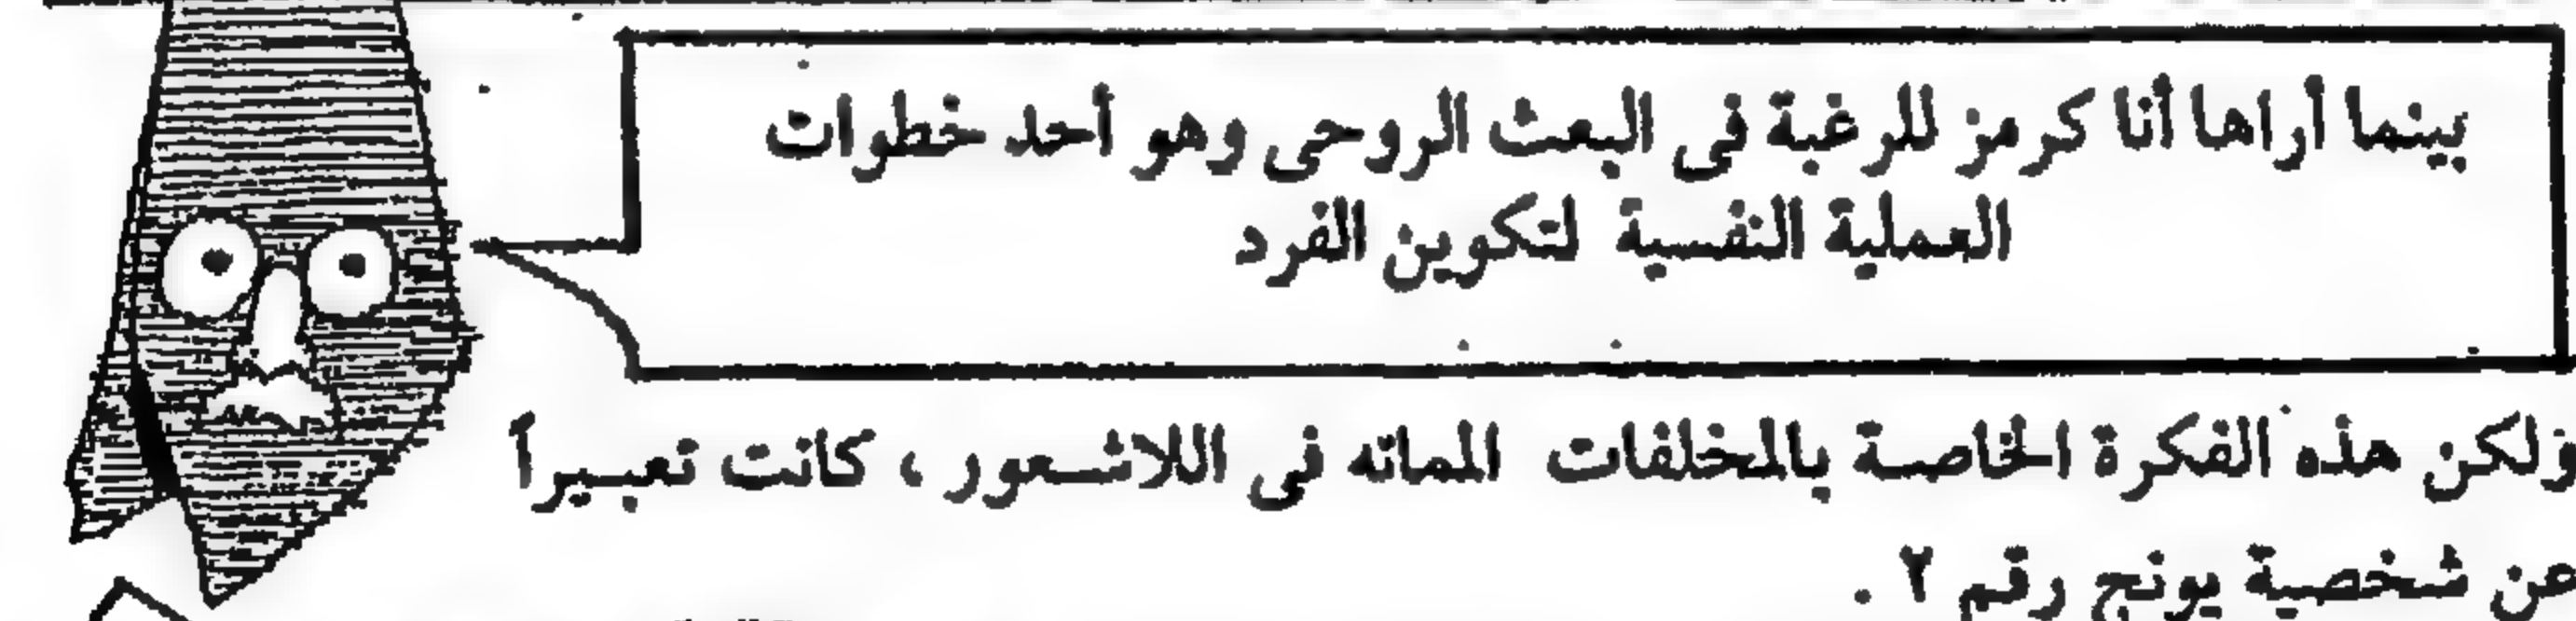 بينما أراها أنا كرمز للرغبة فى البعث الروحى وهو أحد خطوات
العملية النفسية لتكوين الفرد
ولكن هذه الفكرة الخاصة بالمخلفات المماته فى اللاشعور ، كانت تعبيراً
عن شخصية يونج رقم ٢ .